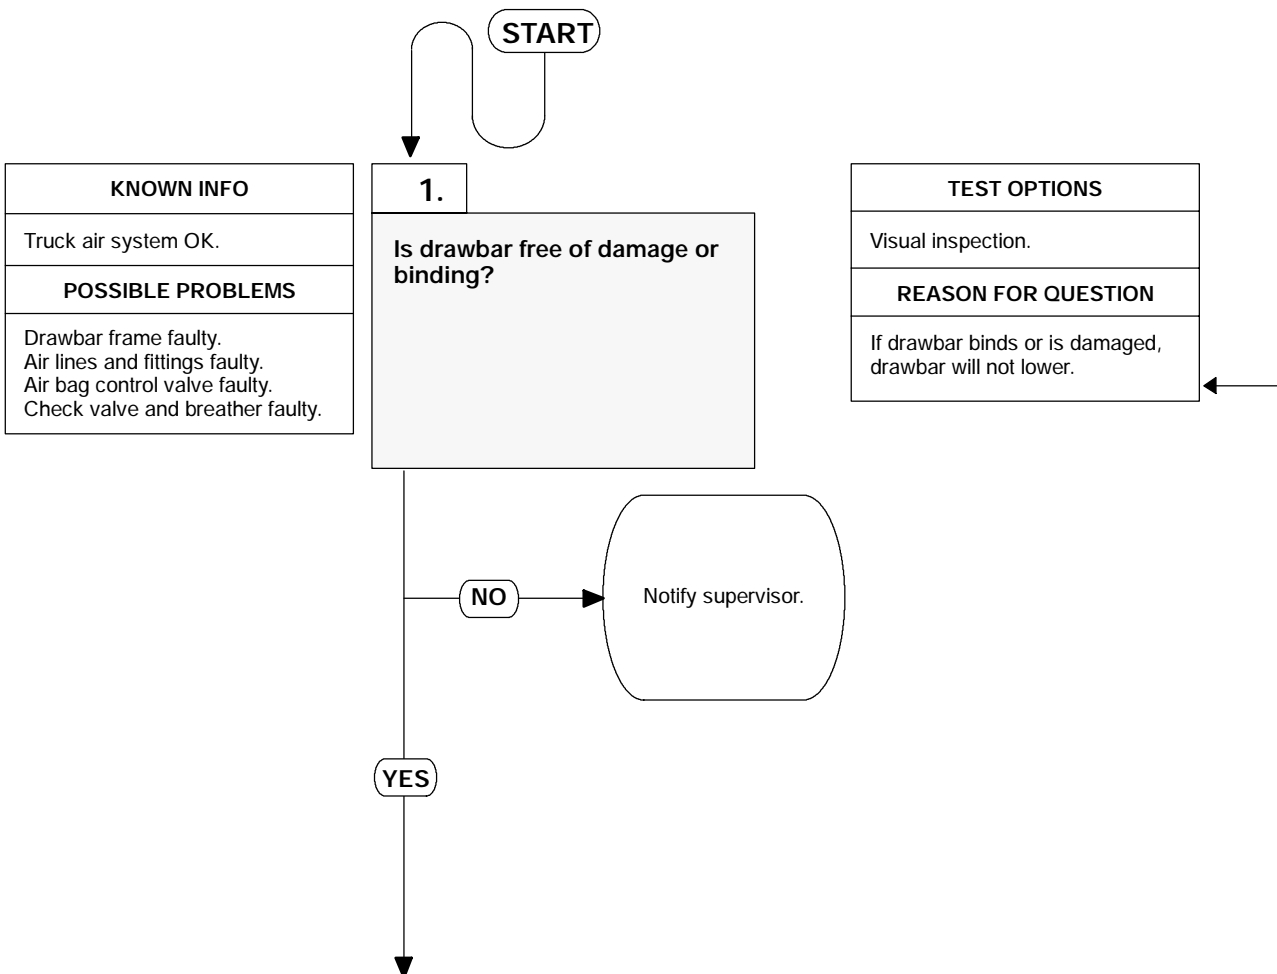 START
KNOWN INFO
Truck air system OK.
POSSIBLE PROBLEMS
Drawbar frame faulty.
Air lines and fittings faulty.
Air bag control valve faulty.
Check valve and breather faulty.
1.
Is drawbar free of damage or
binding?
TEST OPTIONS
Visual inspection.
REASON FOR QUESTION
If drawbar binds or is damaged,
drawbar will not lower.
NO
Notify supervisor.
YES